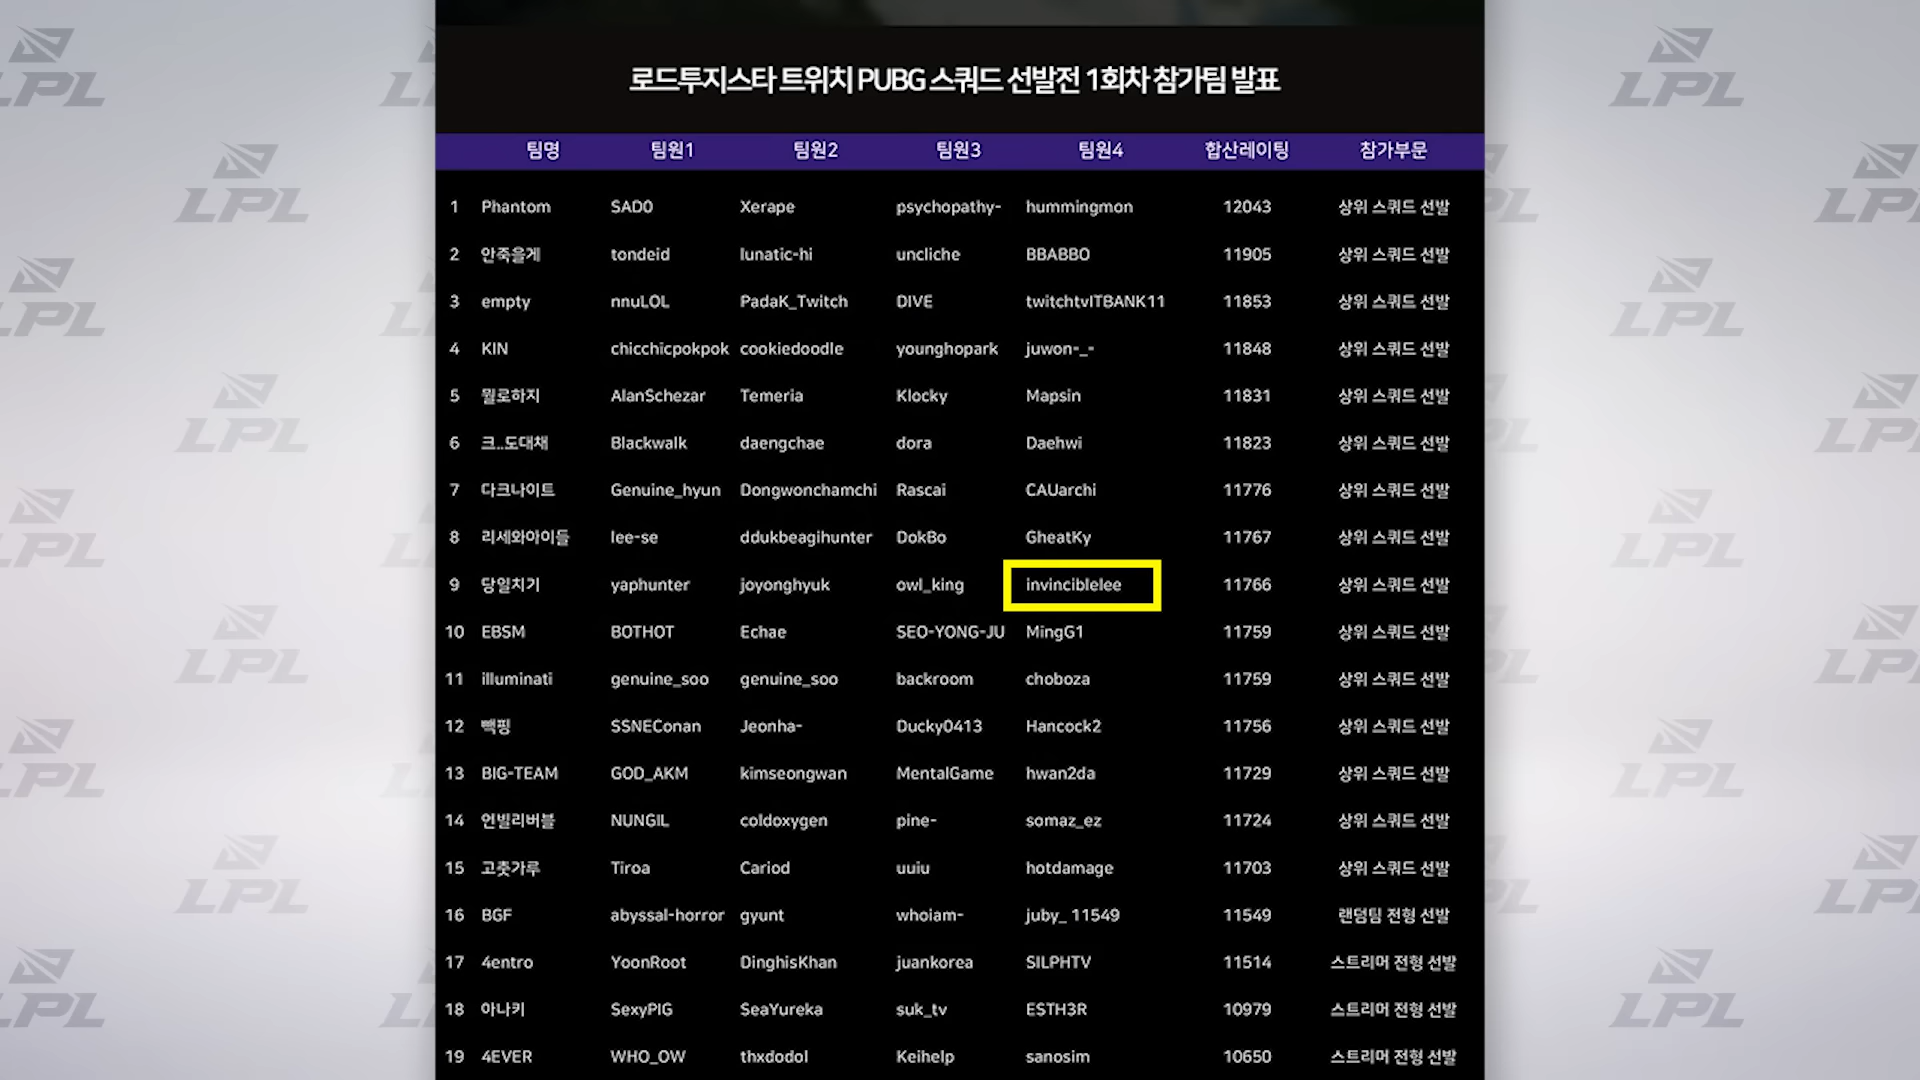 로드투지스타 트위치 PUBG 스쿼드 선발전 1회차 참가팀 발표
팀명 팀원1 팀원2 팀원3 팀원4 합산레이팅 참가부문
1 Phantom SAD0 Xerape psychopathy- hummingmon 12043 상위 스쿼드 선발
2 안죽을게 tondeid lunatic-hi uncliche BBABBO 11905 상위 스쿼드 선발
3 empty nnuLOL PadaK_Twitch DIVE twitchtvITBANK11 11853 상위 스쿼드 선발
4 KIN chicchicpokpok cookiedoodle younghopark juwon-_- 11848 상위 스쿼드 선발
5 뭘로하지 AlanSchezar Temeria Klocky Mapsin 11831 상위 스쿼드 선발
6 크..도대채 Blackwalk daengchae dora Daehwi 11823 상위 스쿼드 선발
7 다크나이트 Genuine_hyun Dongwonchamchi Rascai CAUarchi 11776 상위 스쿼드 선발
8 리세와아이들 lee-se ddukbeagihunter DokBo GheatKy 11767 상위 스쿼드 선발
9 당일치기 yaphunter joyonghyuk owl_king invinciblelee 11766 상위 스쿼드 선발
10 EBSM BOTHOT Echae SEO-YONG-JU MingG1 11759 상위 스쿼드 선발
11 illuminati genuine_soo genuine_soo backroom choboza 11759 상위 스쿼드 선발
12 빽핑 SSNEConan Jeonha- Ducky0413 Hancock2 11756 상위 스쿼드 선발
13 BIG-TEAM GOD_AKM kimseongwan MentalGame hwan2da 11729 상위 스쿼드 선발
14 언빌리버블 NUNGIL coldoxygen pine- somaz_ez 11724 상위 스쿼드 선발
15 고춧가루 Tiroa Cariod uuiu hotdamage 11703 상위 스쿼드 선발
16 BGF abyssal-horror gyunt whoiam- juby_ 11549 11549 랜덤팀 전형 선발
17 4entro YoonRoot DinghisKhan juankorea SILPHTV 11514 스트리머 전형 선발
18 아나키 SexyPIG SeaYureka suk_tv ESTH3R 10979 스트리머 전형 선발
19 4EVER WHO_OW thxdodol Keihelp sanosim 10650 스트리머 전형 선발
LPL